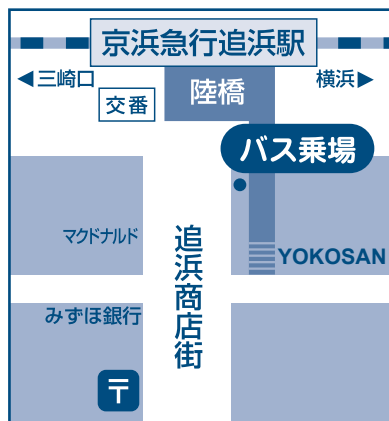 京浜急行追浜駅
◀三崎口
横浜▶
交番
陸橋
バス乗場
マクドナルド
追浜商店街
YOKOSAN
みずほ銀行
〒